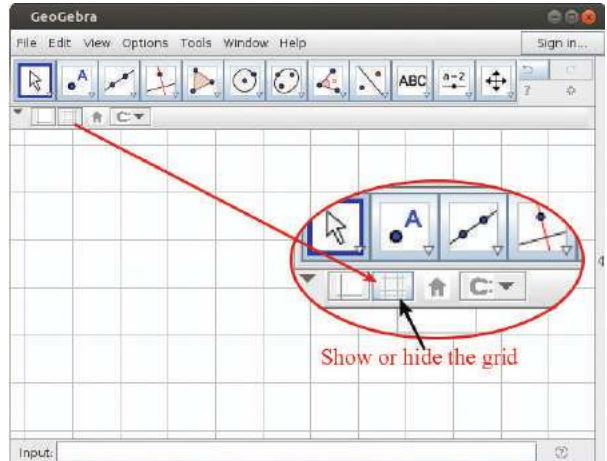 GeoGebra
File Edit View Options Tools Window Help Sign in...
A ABC a=2
?
A
Show or hide the grid
Input: